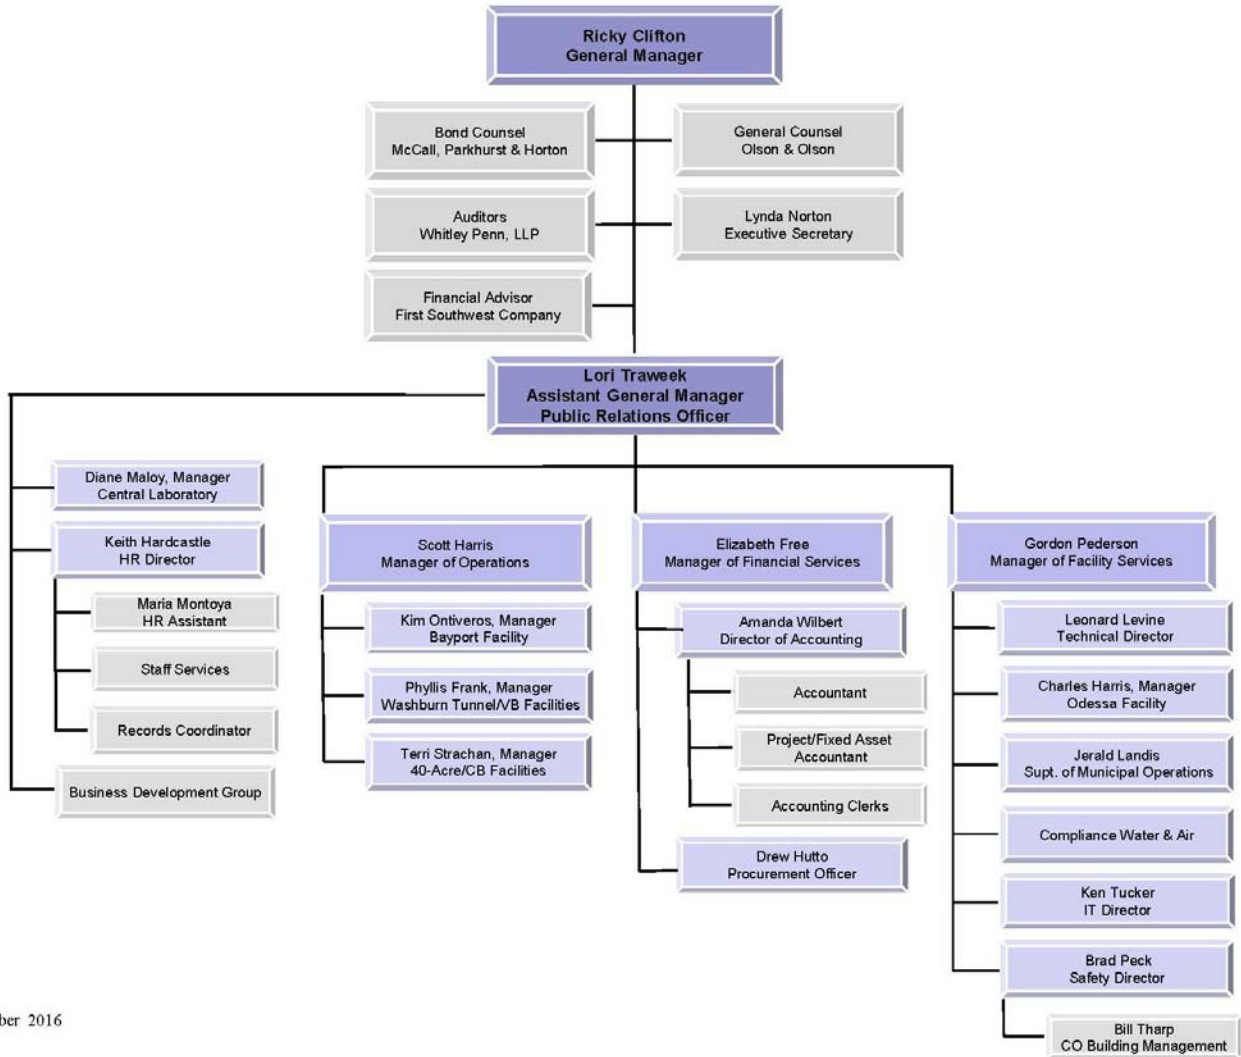 Ricky Clifton
General Manager
Bond Counsel
McCall, Parkhurst & Horton
General Counsel
Olson & Olson
Auditors
Whitley Penn, LLP
Lynda Norton
Executive Secretary
Financial Advisor
First Southwest Company
Lori Traweek
Assistant General Manager
Public Relations Officer
Diane Maloy, Manager
Central Laboratory
Keith Hardcastle
HR Director
Maria Montoya
HR Assistant
Staff Services
Records Coordinator
Business Development Group
Scott Harris
Manager of Operations
Kim Ontiveros, Manager
Bayport Facility
Phyllis Frank, Manager
Washburn Tunnel/VB Facilities
Terri Strachan, Manager
40-Acre/CB Facilities
Elizabeth Free
Manager of Financial Services
Amanda Wilbert
Director of Accounting
Accountant
Project/Fixed Asset
Accountant
Accounting Clerks
Drew Hutto
Procurement Officer
Gordon Pederson
Manager of Facility Services
Leonard Levine
Technical Director
Charles Harris, Manager
Odessa Facility
Jerald Landis
Supt. of Municipal Operations
Compliance Water & Air
Ken Tucker
IT Director
Brad Peck
Safety Director
Bill Tharp
CO Building Management
ber 2016